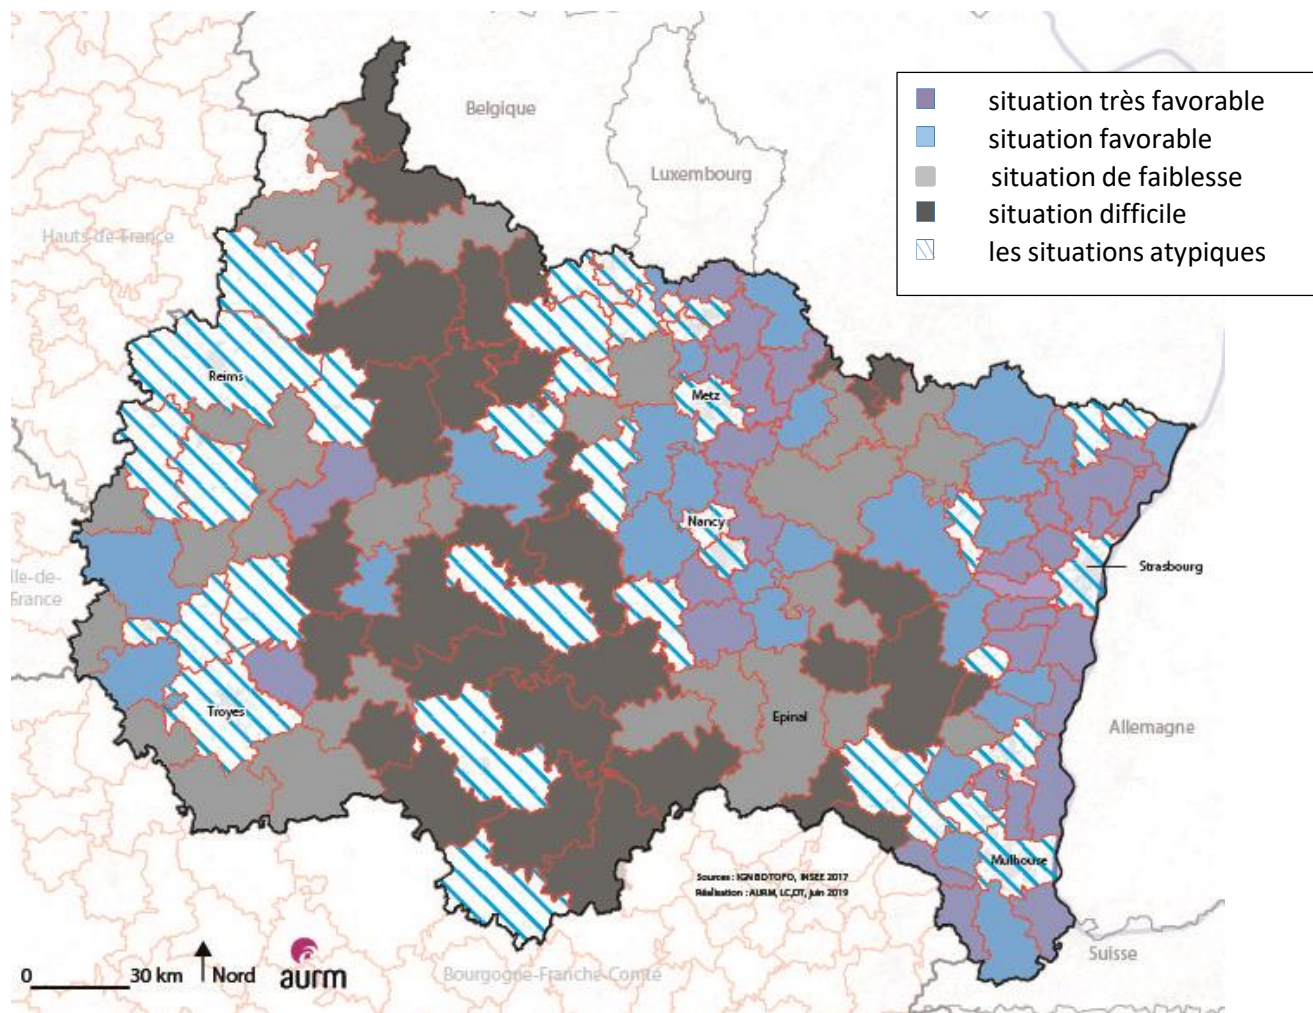 Belgique
Luxembourg
situation très favorable
situation favorable
situation de faiblesse
situation difficile
les situations atypiques
Hauts-de-France
Reims
Metz
Nancy
Strasbourg
Ile-de-
France
Troyes
Epinal
Allemagne
Mulhouse
Sources : IGN BDTOPO, INSEE 2017
Réalisation : AURM, LC,DT, juin 2019
Suisse
Bourgogne-Franche-Comté
0 30 km Nord aurm